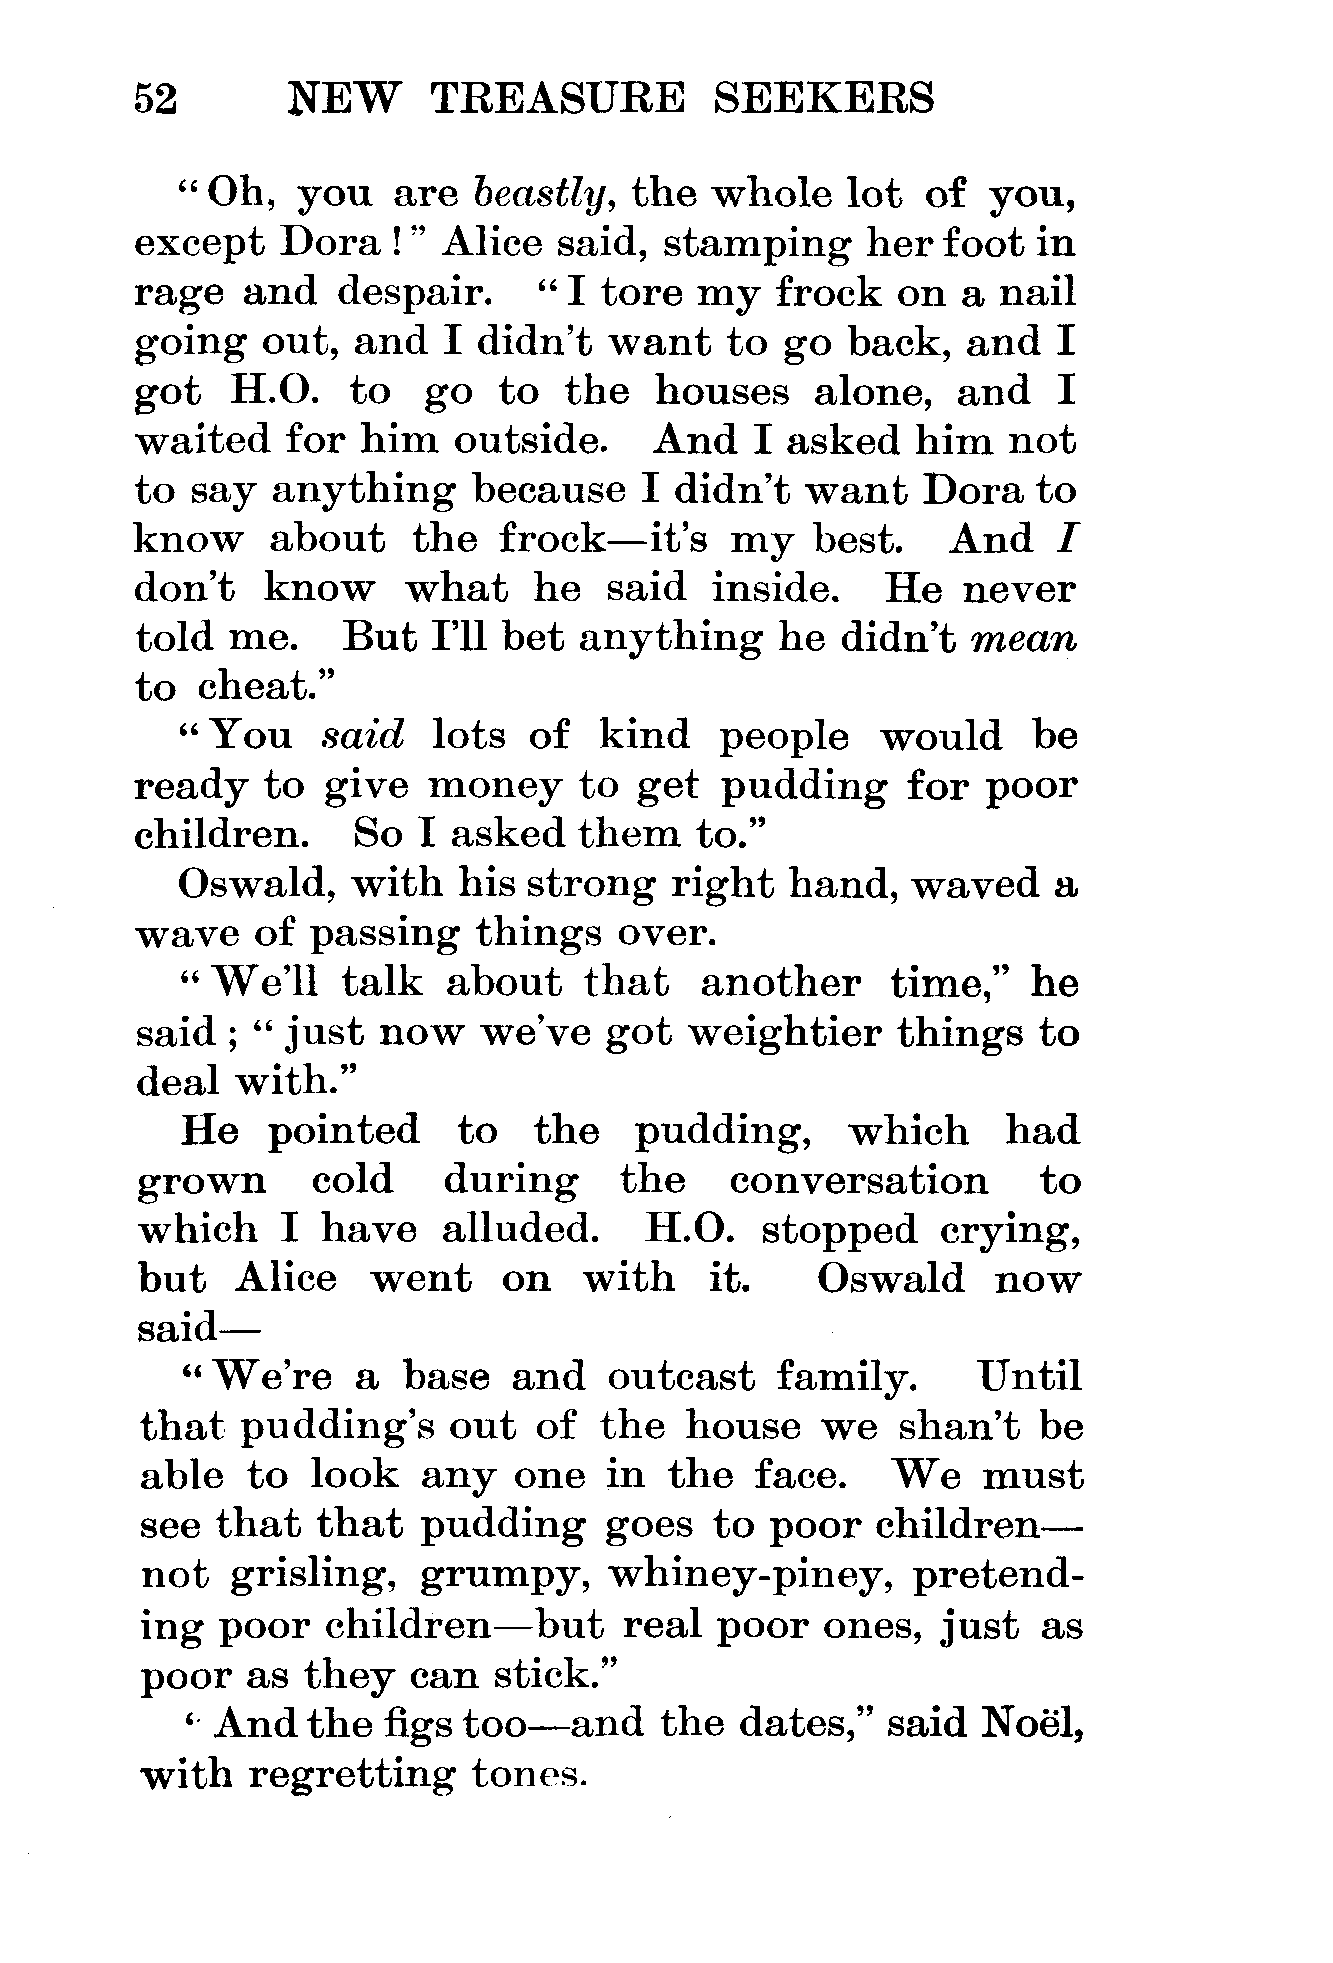 52 NEW TREASURE SEEKERS
“Oh, you are beastly, the whole lot of you,
except Dora!” Alice said, stamping her foot in
rage and despair. “I tore my frock on a nail
going out, and I didn’t want to go back, and I
got H.O. to go to the houses alone, and I
waited for him outside. And I asked him not
to say anything because I didn’t want Dora to
know about the frock—it’s my best. And I
don’t know what he said inside. He never
told me. But I’ll bet anything he didn’t mean
to cheat.”
“You said lots of kind people would be
ready to give money to get pudding for poor
children. So I asked them to.”
Oswald, with his strong right hand, waved a
wave of passing things over.
“We’ll talk about that another time,” he
said; “just now we’ve got weightier things to
deal with.”
He pointed to the pudding, which had
grown cold during the conversation to
which I have alluded. H.O. stopped crying,
but Alice went on with it. Oswald now
said—
“We’re a base and outcast family. Until
that pudding’s out of the house we shan’t be
able to look any one in the face. We must
see that that pudding goes to poor children—
not grisling, grumpy, whiney-piney, pretend-
ing poor children—but real poor ones, just as
poor as they can stick.”
“And the figs too—and the dates,” said Noël,
with regretting tones.